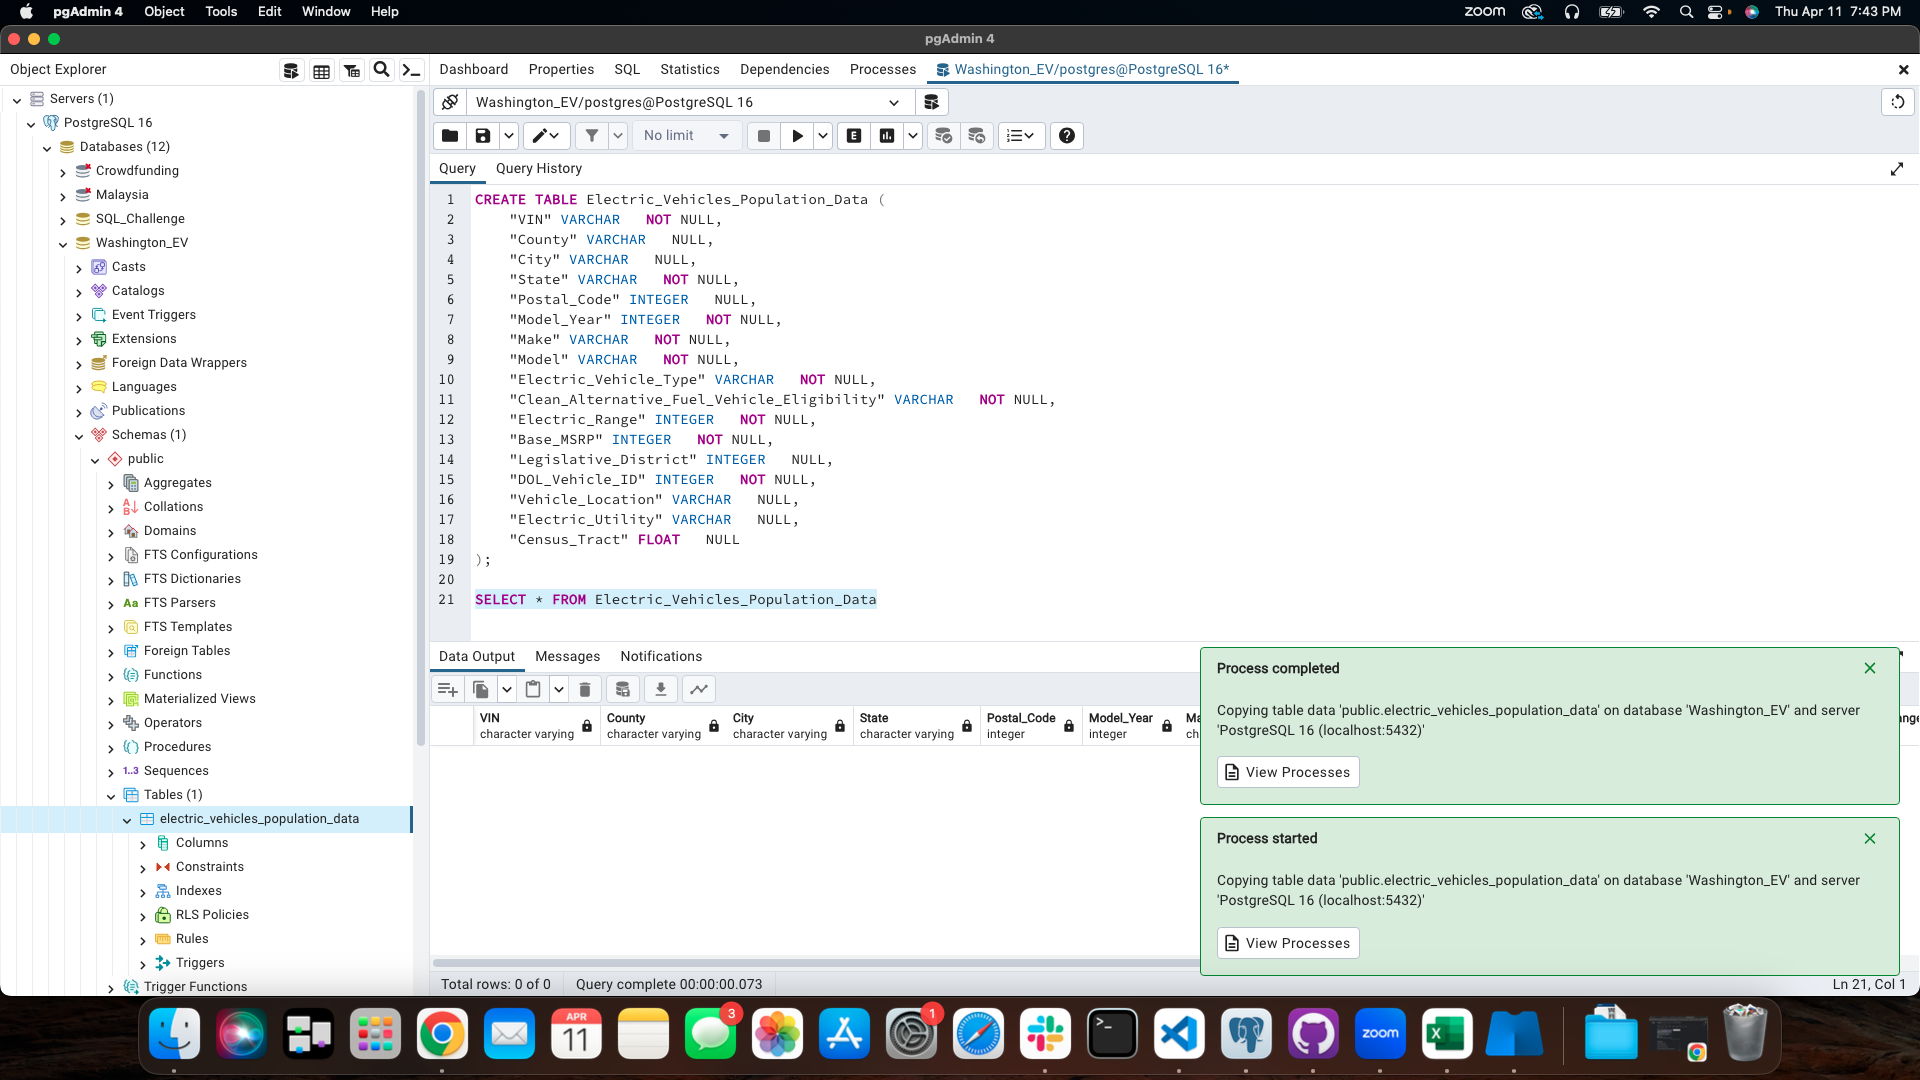 pgAdmin 4 Object Tools Edit Window Help zoom Thu Apr 11 7:43 PM
pgAdmin 4
Object Explorer
Dashboard Properties SQL Statistics Dependencies Processes Washington_EV/postgres@PostgreSQL 16*
Servers (1)
PostgreSQL 16
Databases (12)
Crowdfunding
Malaysia
SQL_Challenge
Washington_EV
Casts
Catalogs
Event Triggers
Extensions
Foreign Data Wrappers
Languages
Publications
Schemas (1)
public
Aggregates
Collations
Domains
FTS Configurations
FTS Dictionaries
Aa FTS Parsers
FTS Templates
Foreign Tables
Functions
Materialized Views
Operators
Procedures
1..3 Sequences
Tables (1)
electric_vehicles_population_data
Columns
Constraints
Indexes
RLS Policies
Rules
Triggers
Trigger Functions
Washington_EV/postgres@PostgreSQL 16
No limit E
Query Query History
1 CREATE TABLE Electric_Vehicles_Population_Data (
2 "VIN" VARCHAR NOT NULL,
3 "County" VARCHAR NULL,
4 "City" VARCHAR NULL,
5 "State" VARCHAR NOT NULL,
6 "Postal_Code" INTEGER NULL,
7 "Model_Year" INTEGER NOT NULL,
8 "Make" VARCHAR NOT NULL,
9 "Model" VARCHAR NOT NULL,
10 "Electric_Vehicle_Type" VARCHAR NOT NULL,
11 "Clean_Alternative_Fuel_Vehicle_Eligibility" VARCHAR NOT NULL,
12 "Electric_Range" INTEGER NOT NULL,
13 "Base_MSRP" INTEGER NOT NULL,
14 "Legislative_District" INTEGER NULL,
15 "DOL_Vehicle_ID" INTEGER NOT NULL,
16 "Vehicle_Location" VARCHAR NULL,
17 "Electric_Utility" VARCHAR NULL,
18 "Census_Tract" FLOAT NULL
19 );
20
21 SELECT * FROM Electric_Vehicles_Population_Data
Data Output Messages Notifications
VIN County City State Postal_Code Model_Year Ma
character varying character varying character varying character varying integer integer ch
Process completed
Copying table data 'public.electric_vehicles_population_data' on database 'Washington_EV' and server
'PostgreSQL 16 (localhost:5432)'
View Processes
Process started
Copying table data 'public.electric_vehicles_population_data' on database 'Washington_EV' and server
'PostgreSQL 16 (localhost:5432)'
View Processes
Total rows: 0 of 0 Query complete 00:00:00.073 Ln 21, Col 1
APR
11
3
1
zoom